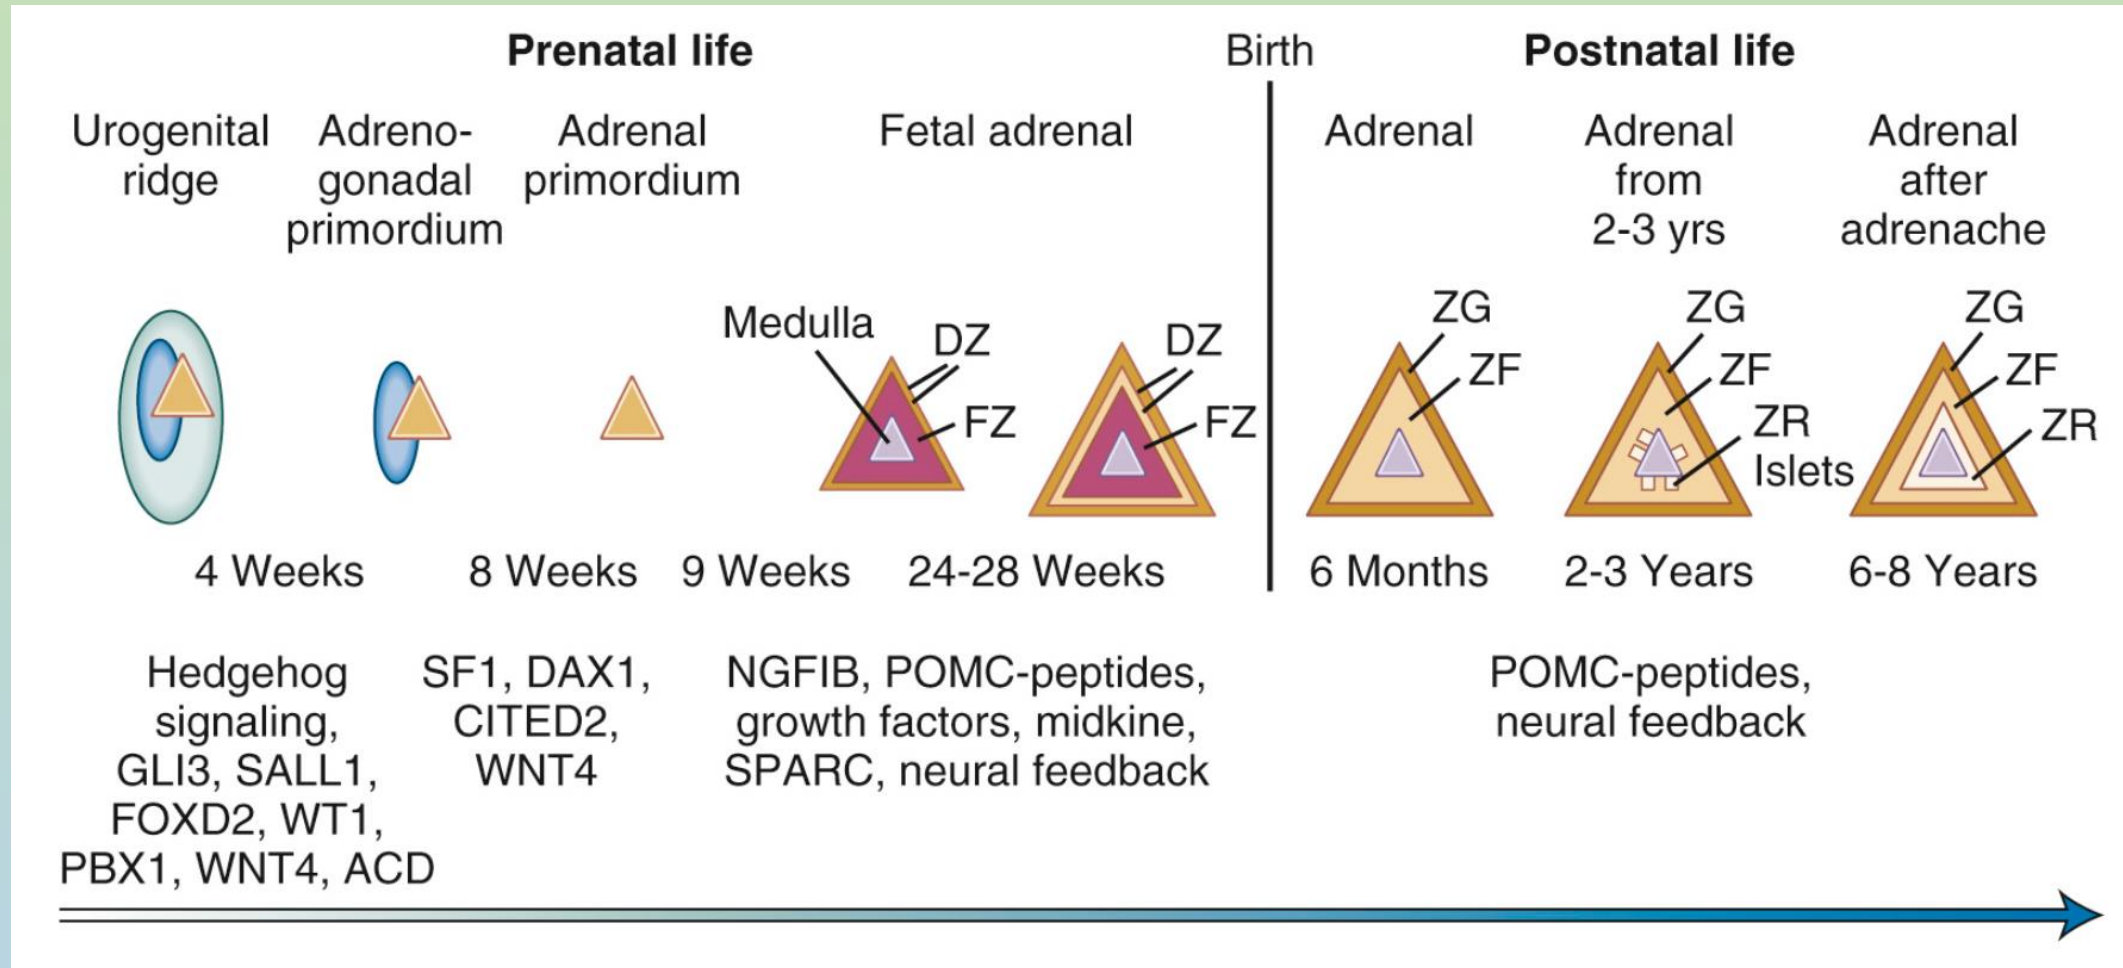 Prenatal life
Birth
Postnatal life
Urogenital
ridge
Adreno-
gonadal
primordium
Adrenal
primordium
Fetal adrenal
Adrenal
Adrenal
from
2-3 yrs
Adrenal
after
adrenache
Medulla
DZ
FZ
DZ
FZ
ZG
ZF
ZG
ZF
ZR
Islets
ZG
ZF
ZR
4 Weeks
8 Weeks
9 Weeks
24-28 Weeks
6 Months
2-3 Years
6-8 Years
Hedgehog
signaling,
GLI3, SALL1,
FOXD2, WT1,
PBX1, WNT4, ACD
SF1, DAX1,
CITED2,
WNT4
NGFIB, POMC-peptides,
growth factors, midkine,
SPARC, neural feedback
POMC-peptides,
neural feedback